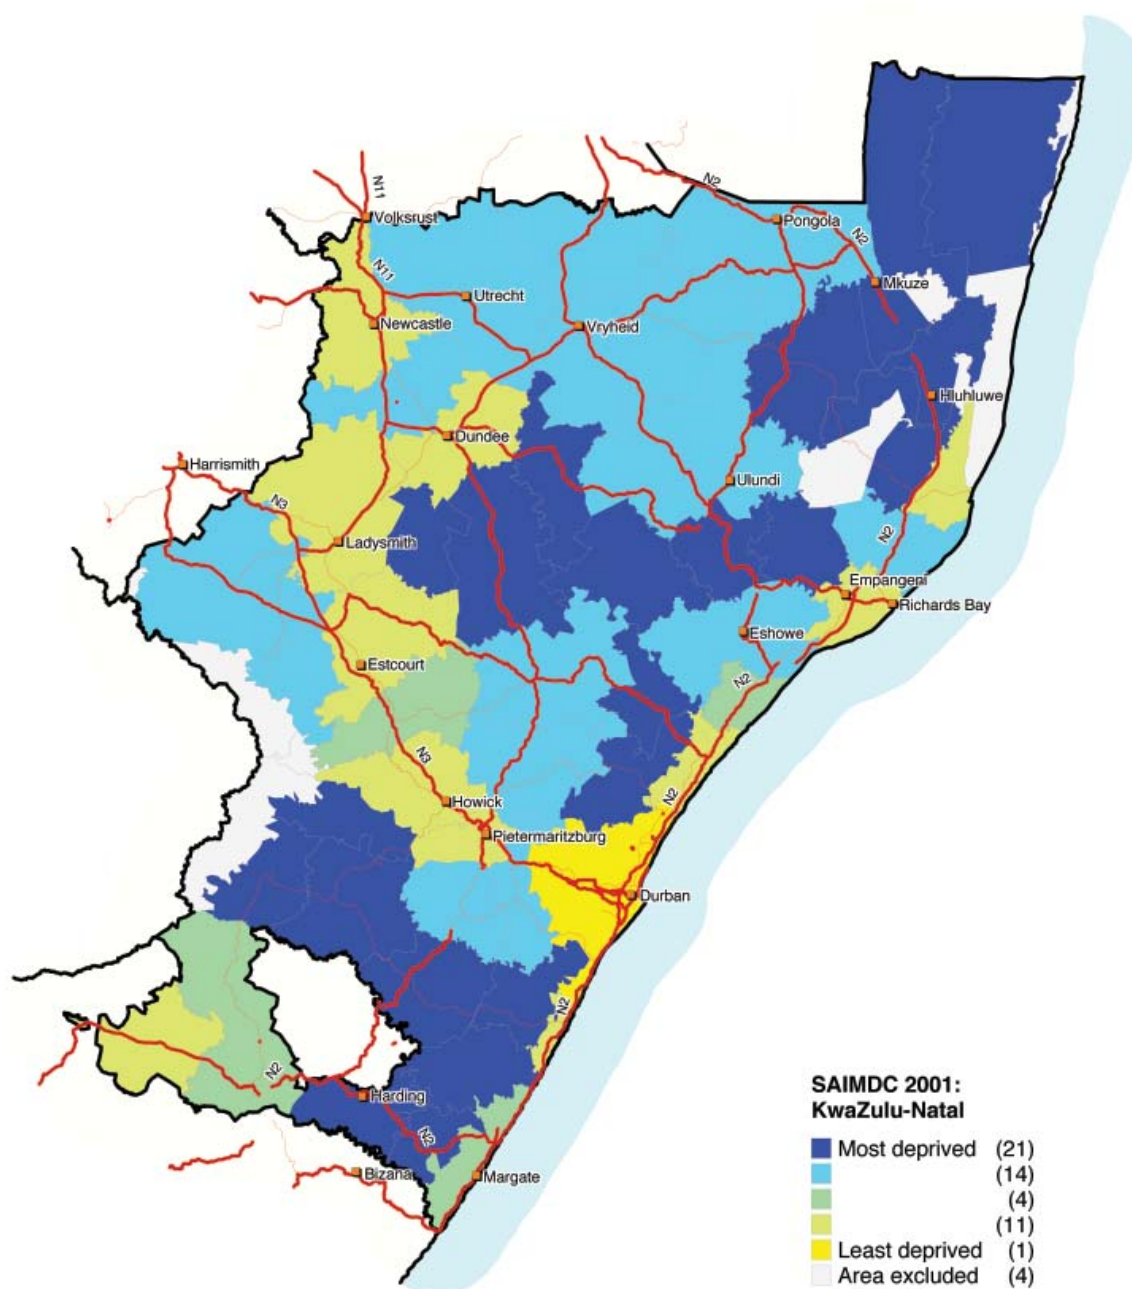 N11
N2
Volksrust
Pongola
N2
N11
Mkuze
Utrecht
Newcastle
Vryheid
Hluhluwe
Dundee
Harrismith
Ulundi
N3
N2
Ladysmith
Empangeni
Richards Bay
Eshowe
Estcourt
N2
N3
N2
Howick
Pietermaritzburg
Durban
N2
N2
Harding
N2
Bizana
Margate
SAIMDC 2001:
KwaZulu-Natal
Most deprived (21)
(14)
(4)
(11)
Least deprived (1)
Area excluded (4)